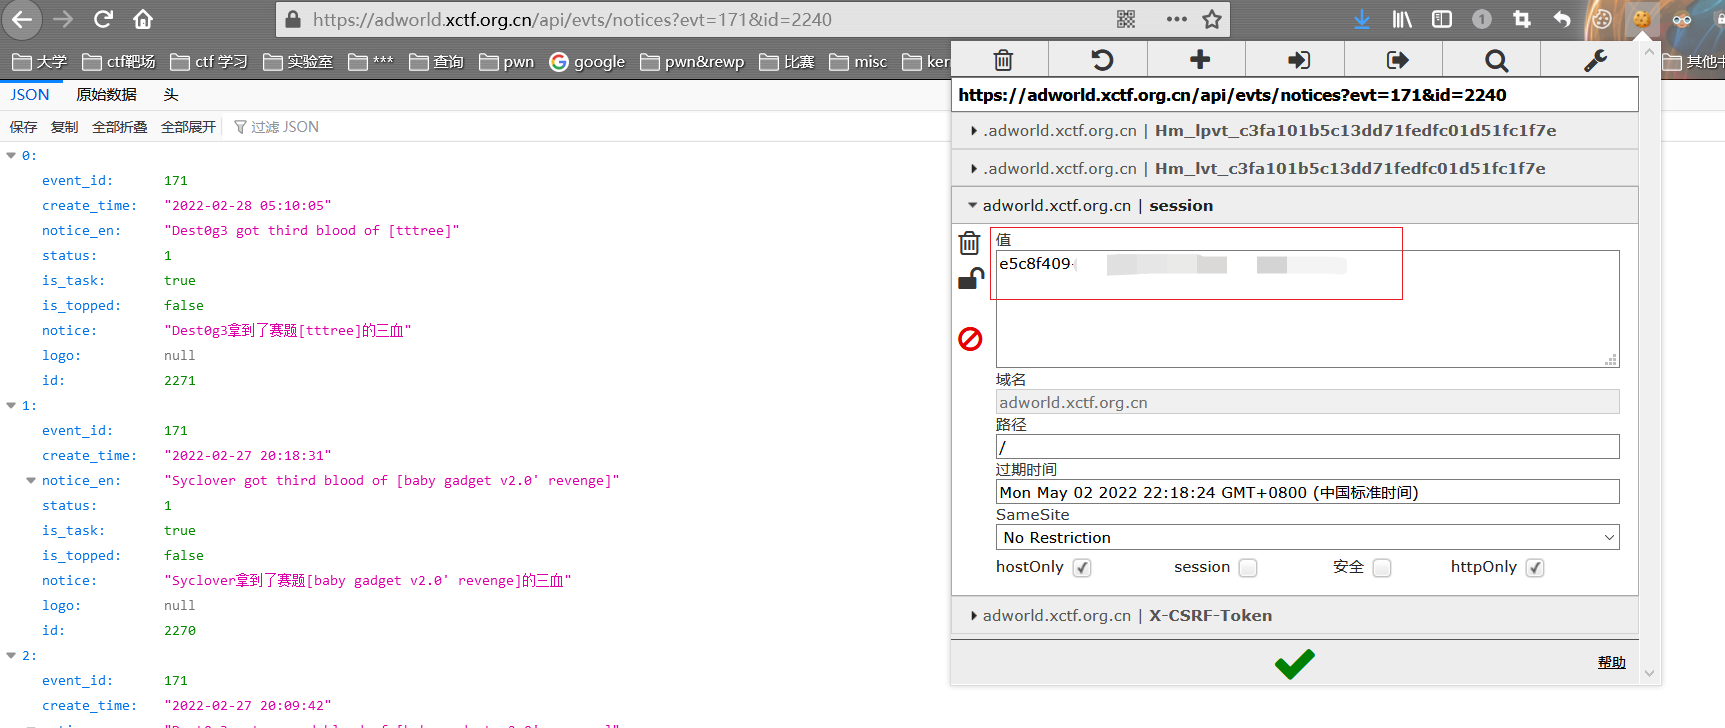 https://adworld.xctf.org.cn/api/evts/notices?evt=171&id=2240
1
大学 ctf靶场 ctf 学习 实验室 *** 查询 pwn google pwn&rewp 比赛 misc ker 其他书
JSON 原始数据 头
保存 复制 全部折叠 全部展开 过滤 JSON
0:
event_id: 171
create_time: "2022-02-28 05:10:05"
notice_en: "Dest0g3 got third blood of [tttree]"
status: 1
is_task: true
is_topped: false
notice: "Dest0g3拿到了赛题[tttree]的三血"
logo: null
id: 2271
1:
event_id: 171
create_time: "2022-02-27 20:18:31"
notice_en: "Syclover got third blood of [baby gadget v2.0' revenge]"
status: 1
is_task: true
is_topped: false
notice: "Syclover拿到了赛题[baby gadget v2.0' revenge]的三血"
logo: null
id: 2270
2:
event_id: 171
create_time: "2022-02-27 20:09:42"
https://adworld.xctf.org.cn/api/evts/notices?evt=171&id=2240
.adworld.xctf.org.cn | Hm_lpvt_c3fa101b5c13dd71fedfc01d51fc1f7e
.adworld.xctf.org.cn | Hm_lvt_c3fa101b5c13dd71fedfc01d51fc1f7e
adworld.xctf.org.cn | session
值
e5c8f409-
域名
adworld.xctf.org.cn
路径
/
过期时间
Mon May 02 2022 22:18:24 GMT+0800 (中国标准时间)
SameSite
No Restriction
hostOnly session 安全 httpOnly
adworld.xctf.org.cn | X-CSRF-Token
帮助